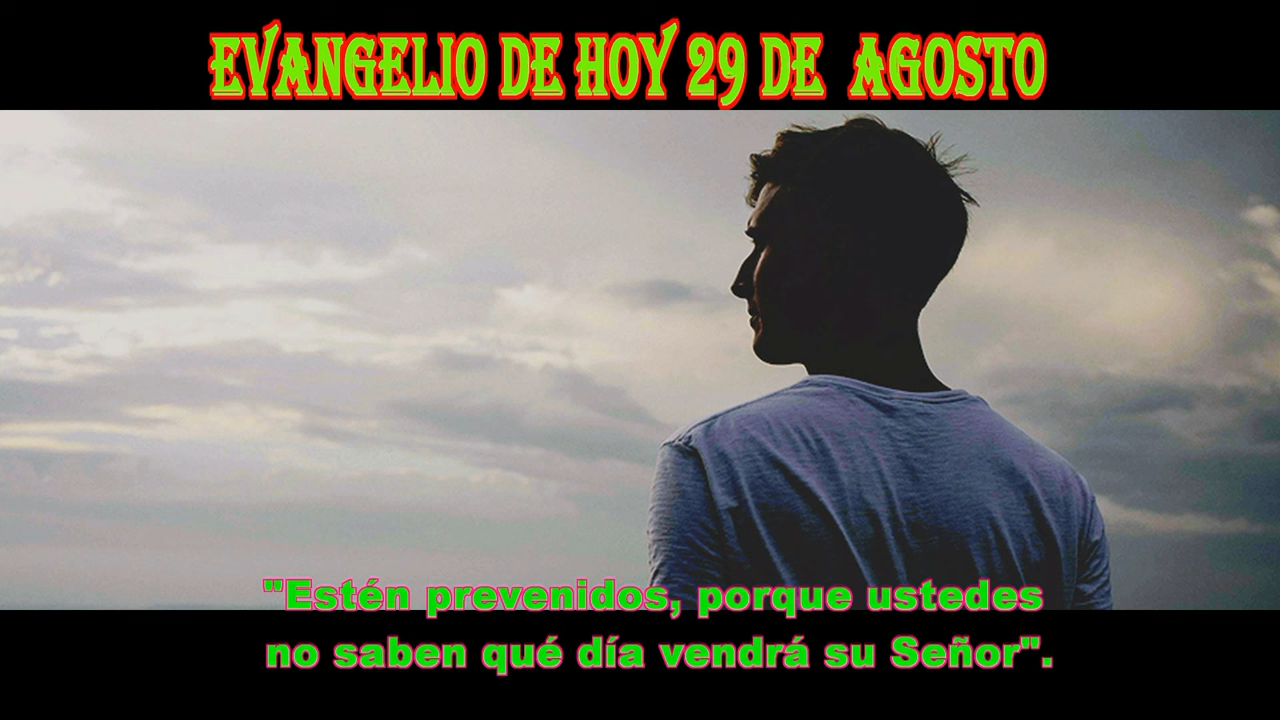 EVANGELIO DE HOY 29 DE AGOSTO
"Estén prevenidos, porque ustedes
no saben qué día vendrá su Señor".